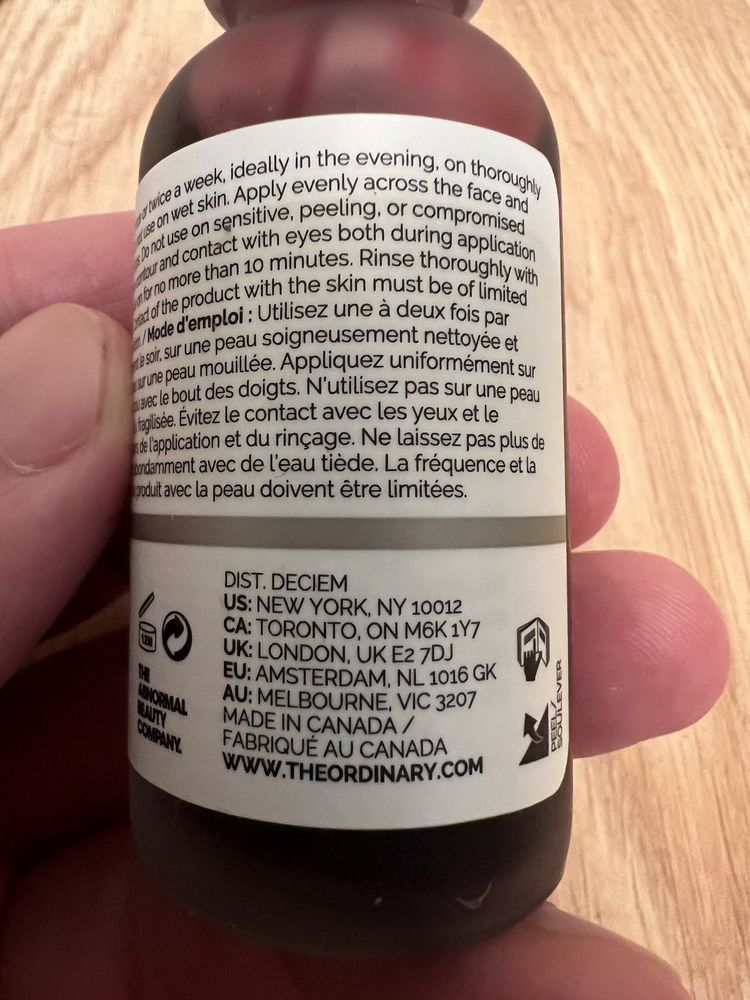 or twice a week, ideally in the evening, on thoroughly
use on wet skin. Apply evenly across the face and
Do not use on sensitive, peeling, or compromised
contour and contact with eyes both during application
on for no more than 10 minutes. Rinse thoroughly with
contact of the product with the skin must be of limited
/ Mode d'emploi : Utilisez une à deux fois par
le soir, sur une peau soigneusement nettoyée et
sur une peau mouillée. Appliquez uniformément sur
avec le bout des doigts. N'utilisez pas sur une peau
fragilisée. Évitez le contact avec les yeux et le
de l'application et du rinçage. Ne laissez pas plus de
abondamment avec de l'eau tiède. La fréquence et la
produit avec la peau doivent être limitées.
DIST. DECIEM
US: NEW YORK, NY 10012
CA: TORONTO, ON M6K 1Y7
UK: LONDON, UK E2 7DJ
EU: AMSTERDAM, NL 1016 GK
AU: MELBOURNE, VIC 3207
MADE IN CANADA /
FABRIQUÉ AU CANADA
WWW.THEORDINARY.COM
12M
THE
ABNORMAL
BEAUTY
COMPANY.
PEEL/
SOULEVER